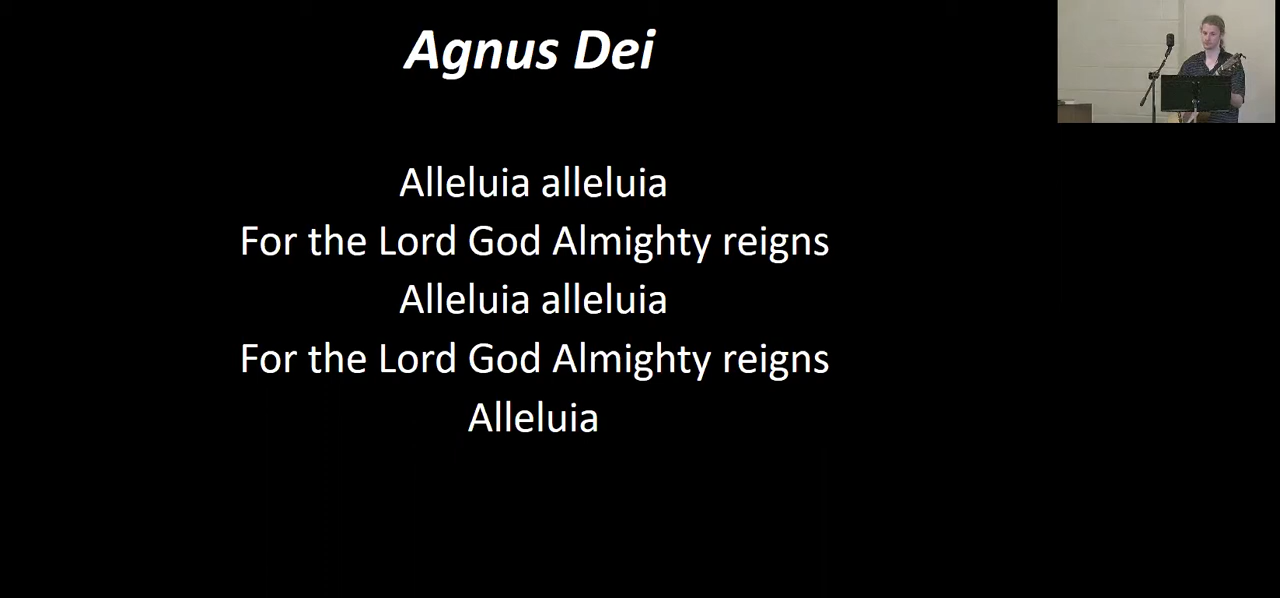 Agnus Dei
Alleluia alleluia
For the Lord God Almighty reigns
Alleluia alleluia
For the Lord God Almighty reigns
Alleluia